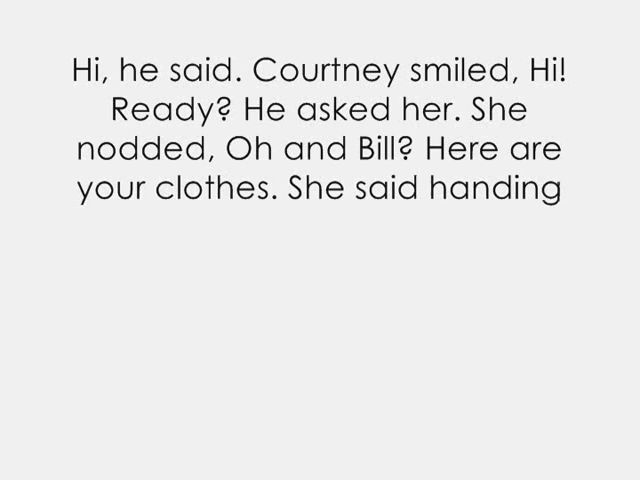 Hi, he said. Courtney smiled, Hi!
Ready? He asked her. She
nodded, Oh and Bill? Here are
your clothes. She said handing